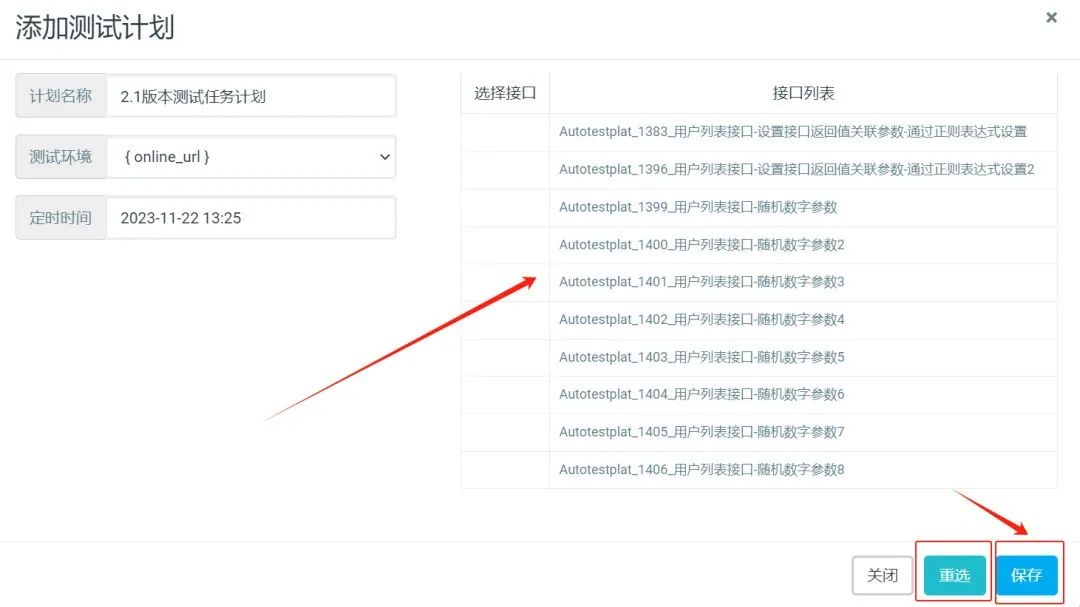 添加测试计划
×
计划名称 2.1版本测试任务计划
测试环境 { online_url }
定时时间 2023-11-22 13:25
选择接口 接口列表
Autotestplat_1383_用户列表接口-设置接口返回值关联参数-通过正则表达式设置
Autotestplat_1396_用户列表接口-设置接口返回值关联参数-通过正则表达式设置2
Autotestplat_1399_用户列表接口-随机数字参数
Autotestplat_1400_用户列表接口-随机数字参数2
Autotestplat_1401_用户列表接口-随机数字参数3
Autotestplat_1402_用户列表接口-随机数字参数4
Autotestplat_1403_用户列表接口-随机数字参数5
Autotestplat_1404_用户列表接口-随机数字参数6
Autotestplat_1405_用户列表接口-随机数字参数7
Autotestplat_1406_用户列表接口-随机数字参数8
关闭 重选 保存